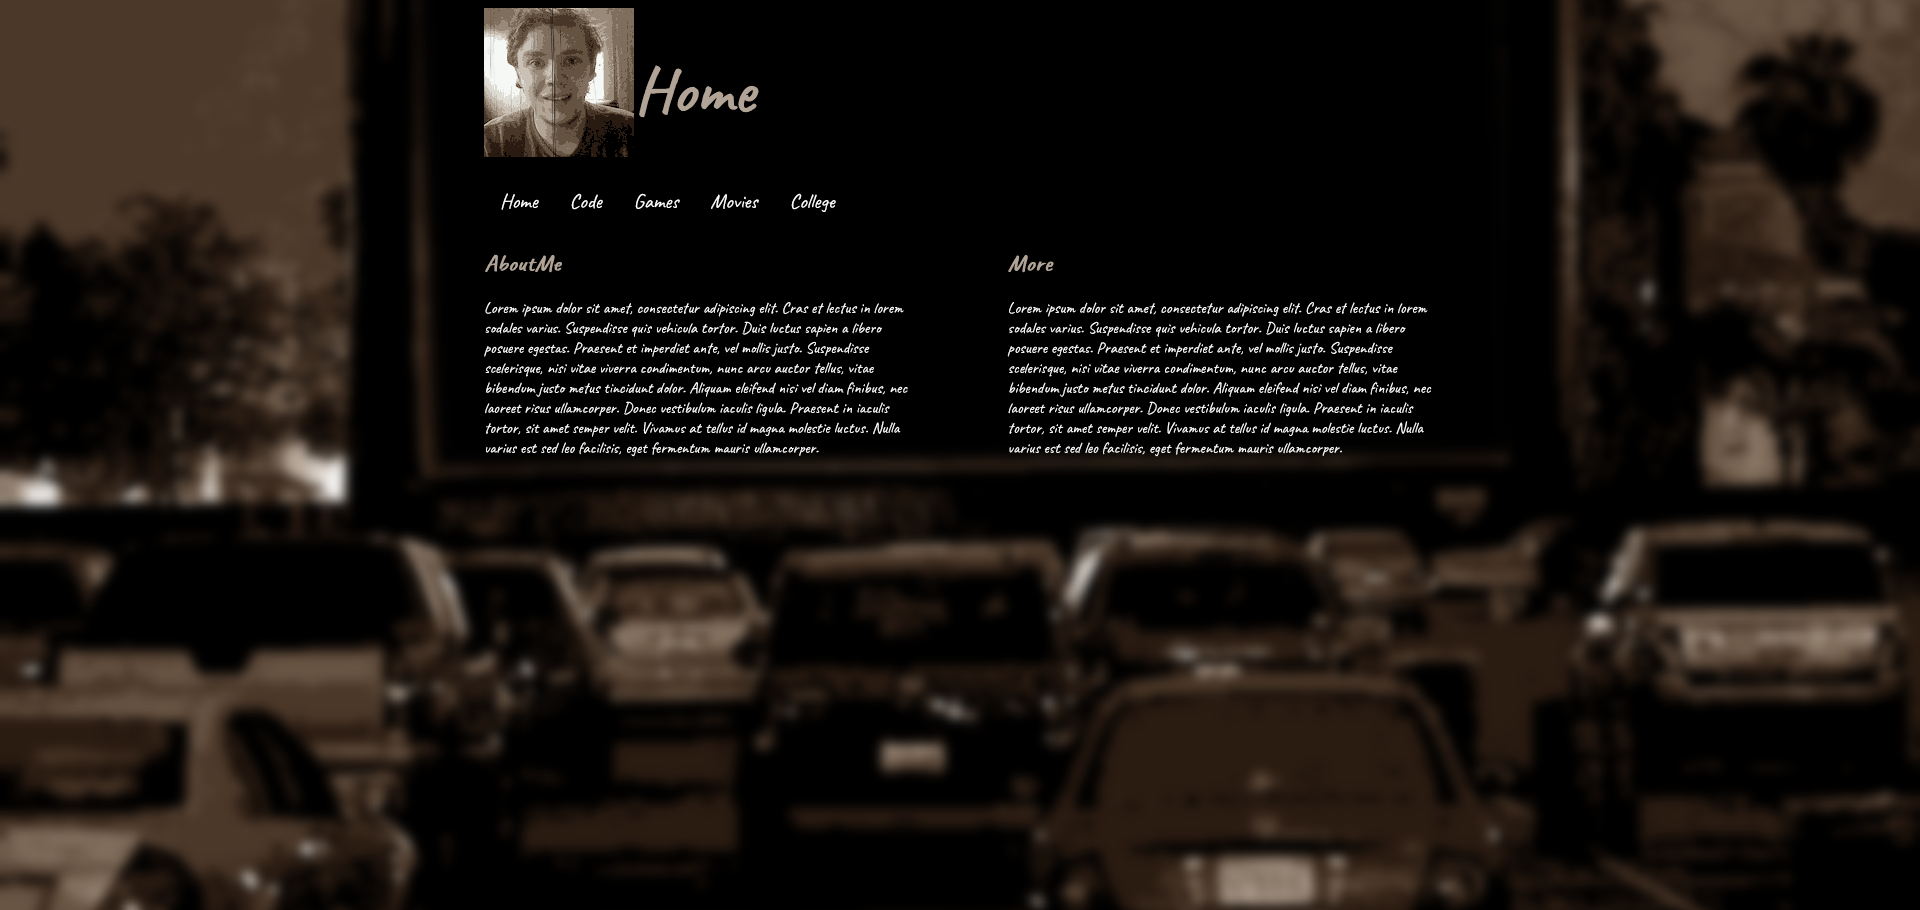 Home
Home Code Games Movies College
AboutMe
Lorem ipsum dolor sit amet, consectetur adipiscing elit. Cras et lectus in lorem
sodales varius. Suspendisse quis vehicula tortor. Duis luctus sapien a libero
posuere egestas. Praesent et imperdiet ante, vel mollis justo. Suspendisse
scelerisque, nisi vitae viverra condimentum, nunc arcu auctor tellus, vitae
bibendum justo metus tincidunt dolor. Aliquam eleifend nisi vel diam finibus, nec
laoreet risus ullamcorper. Donec vestibulum iaculis ligula. Praesent in iaculis
tortor, sit amet semper velit. Vivamus at tellus id magna molestie luctus. Nulla
varius est sed leo facilisis, eget fermentum mauris ullamcorper.
More
Lorem ipsum dolor sit amet, consectetur adipiscing elit. Cras et lectus in lorem
sodales varius. Suspendisse quis vehicula tortor. Duis luctus sapien a libero
posuere egestas. Praesent et imperdiet ante, vel mollis justo. Suspendisse
scelerisque, nisi vitae viverra condimentum, nunc arcu auctor tellus, vitae
bibendum justo metus tincidunt dolor. Aliquam eleifend nisi vel diam finibus, nec
laoreet risus ullamcorper. Donec vestibulum iaculis ligula. Praesent in iaculis
tortor, sit amet semper velit. Vivamus at tellus id magna molestie luctus. Nulla
varius est sed leo facilisis, eget fermentum mauris ullamcorper.